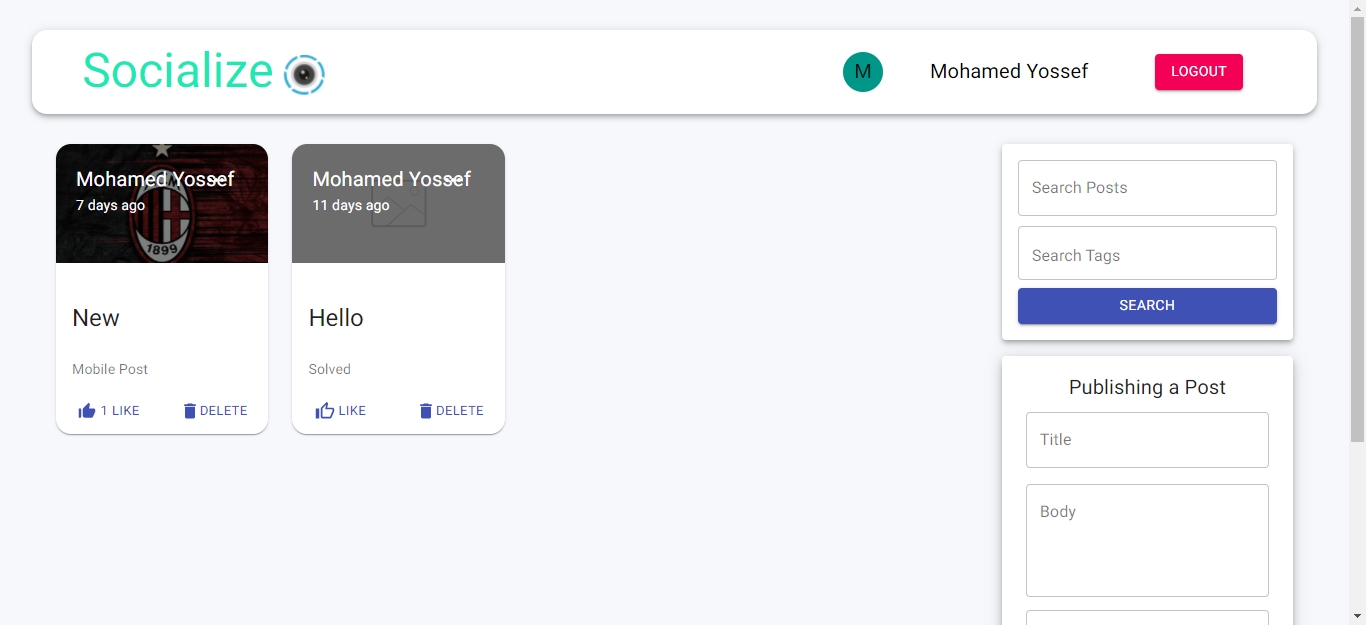 Socialize
M
Mohamed Yossef
LOGOUT
Mohamed Yossef
7 days ago
1899
New
Mobile Post
1 LIKE
DELETE
Mohamed Yossef
11 days ago
Hello
Solved
LIKE
DELETE
Search Posts
Search Tags
SEARCH
Publishing a Post
Title
Body